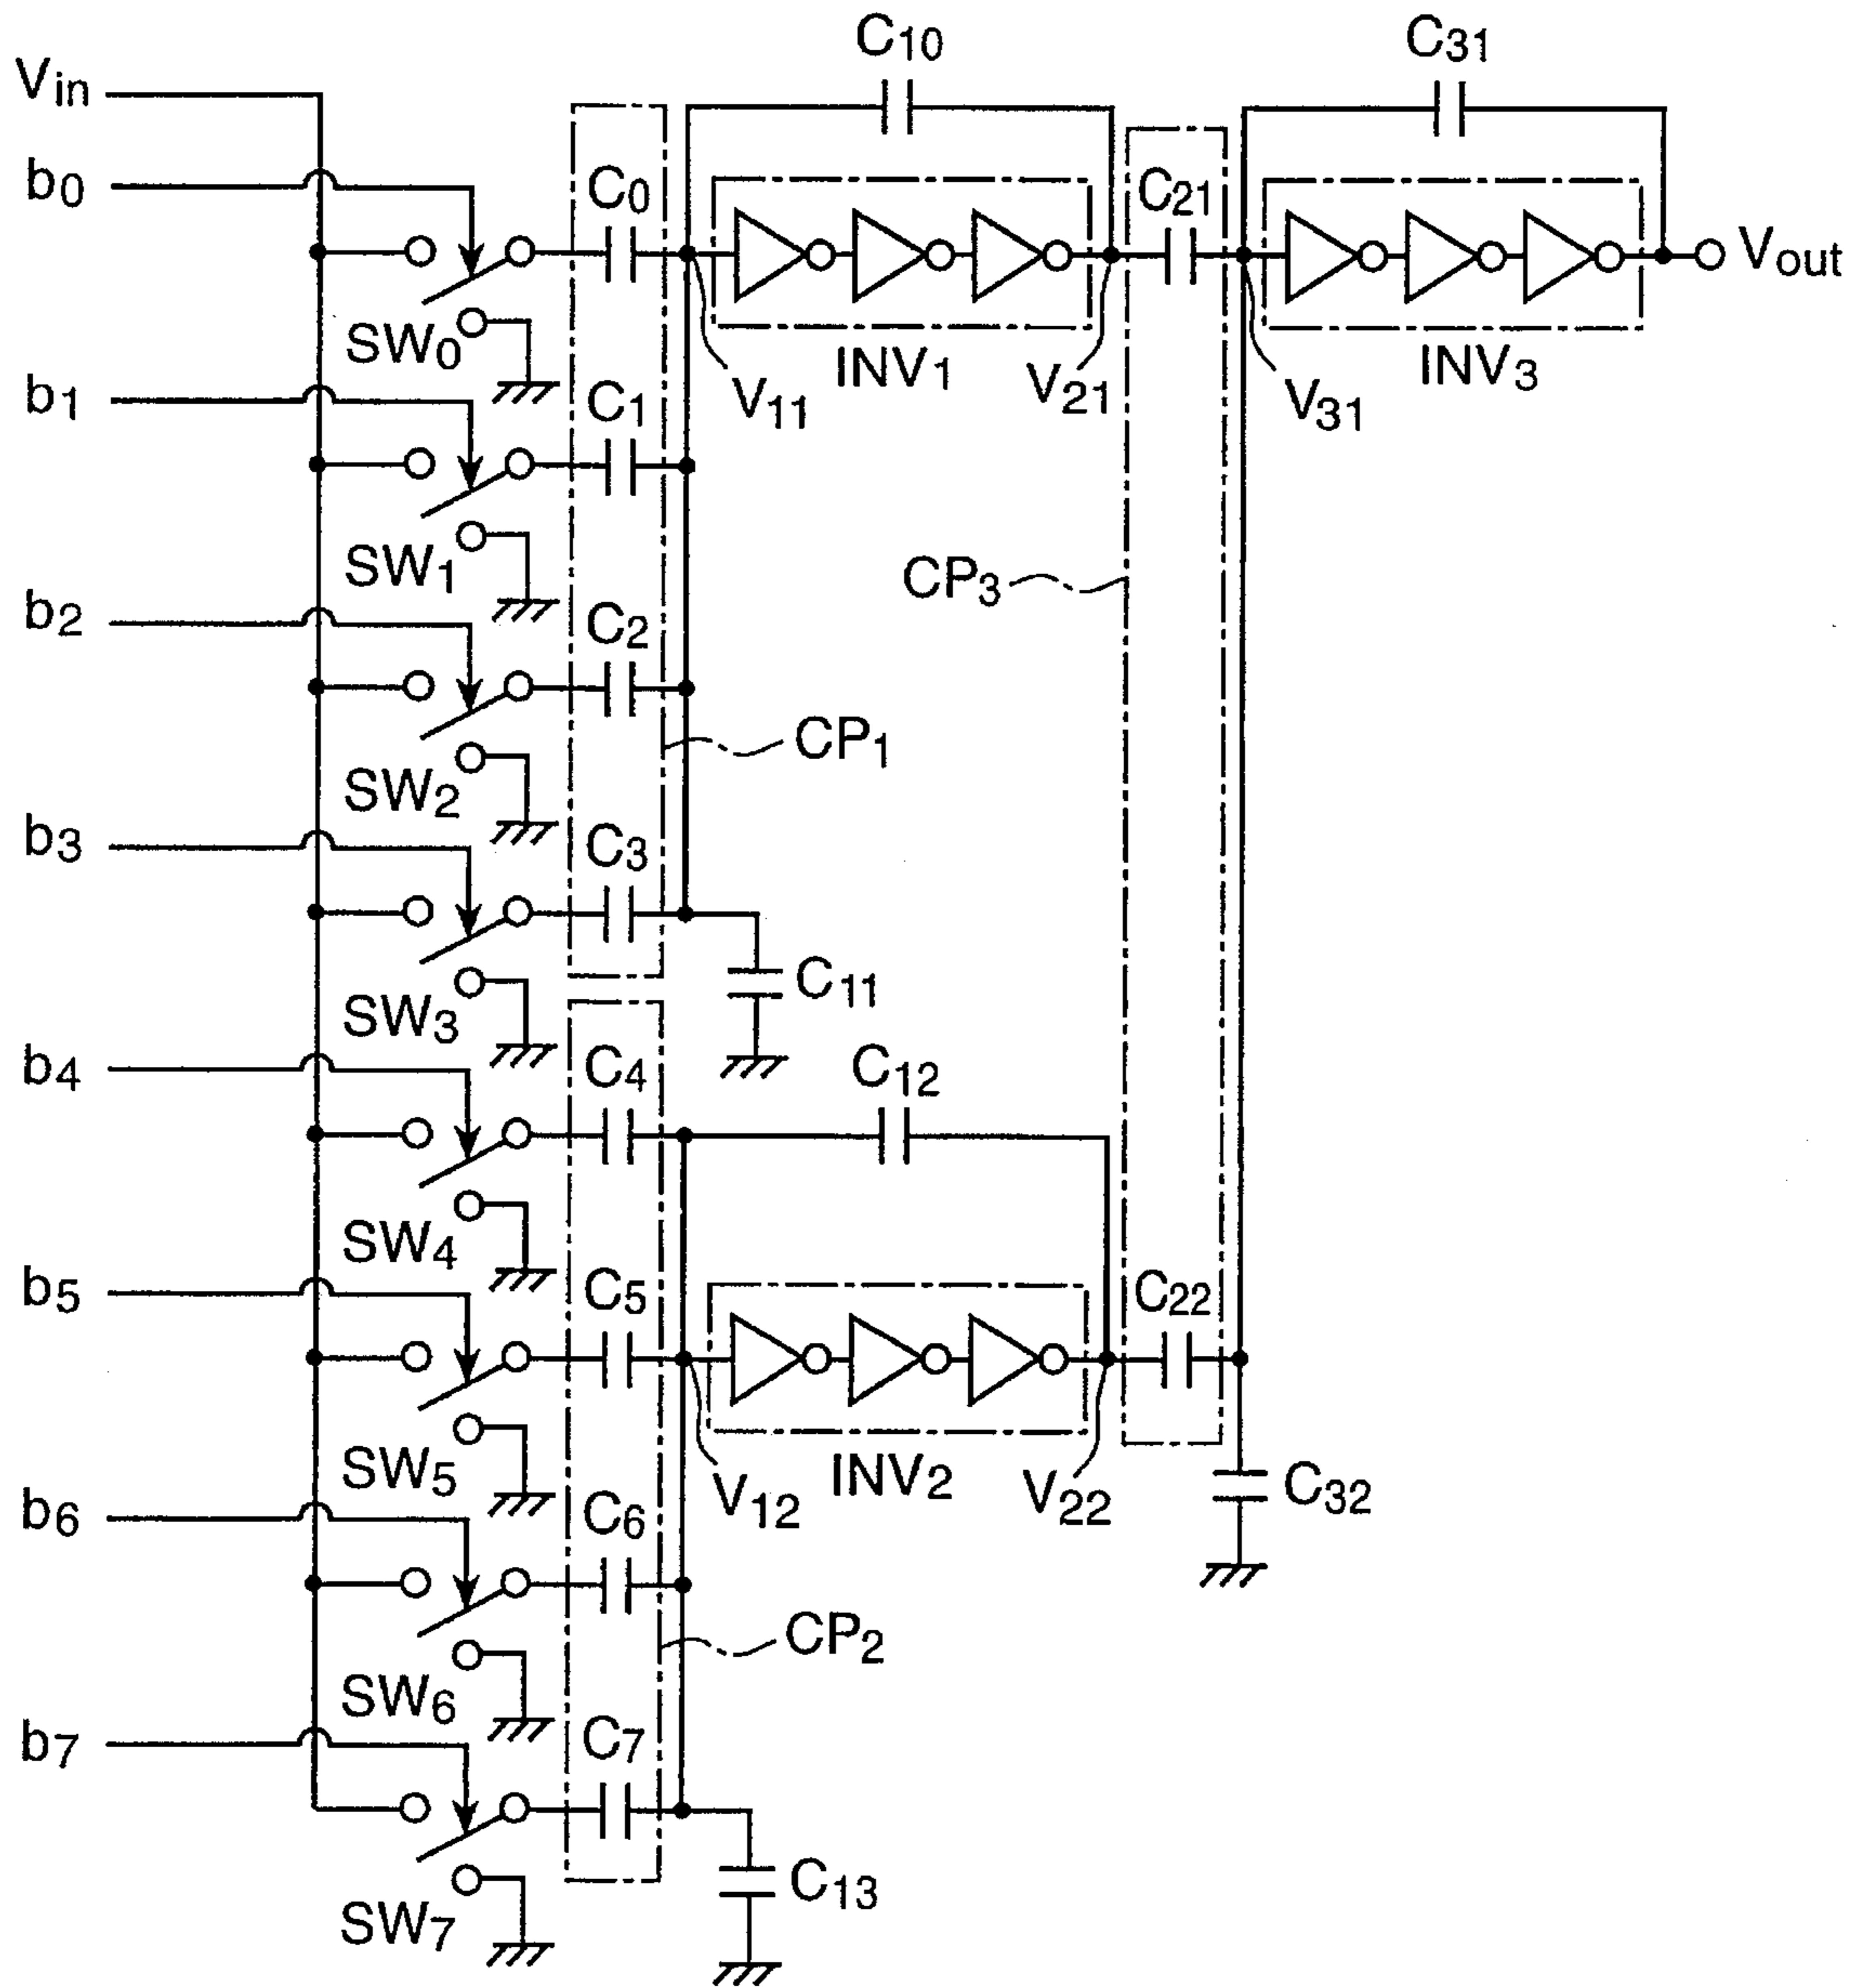 C10
C31
Vin
b0
C0
C21
Vout
SW0
INV1
INV3
V11
V21
V31
b1
C1
SW1
CP3
b2
C2
CP1
SW2
b3
C3
C11
SW3
b4
C4
C12
SW4
b5
C5
C22
SW5
V12
INV2
V22
C32
b6
C6
CP2
SW6
b7
C7
C13
SW7